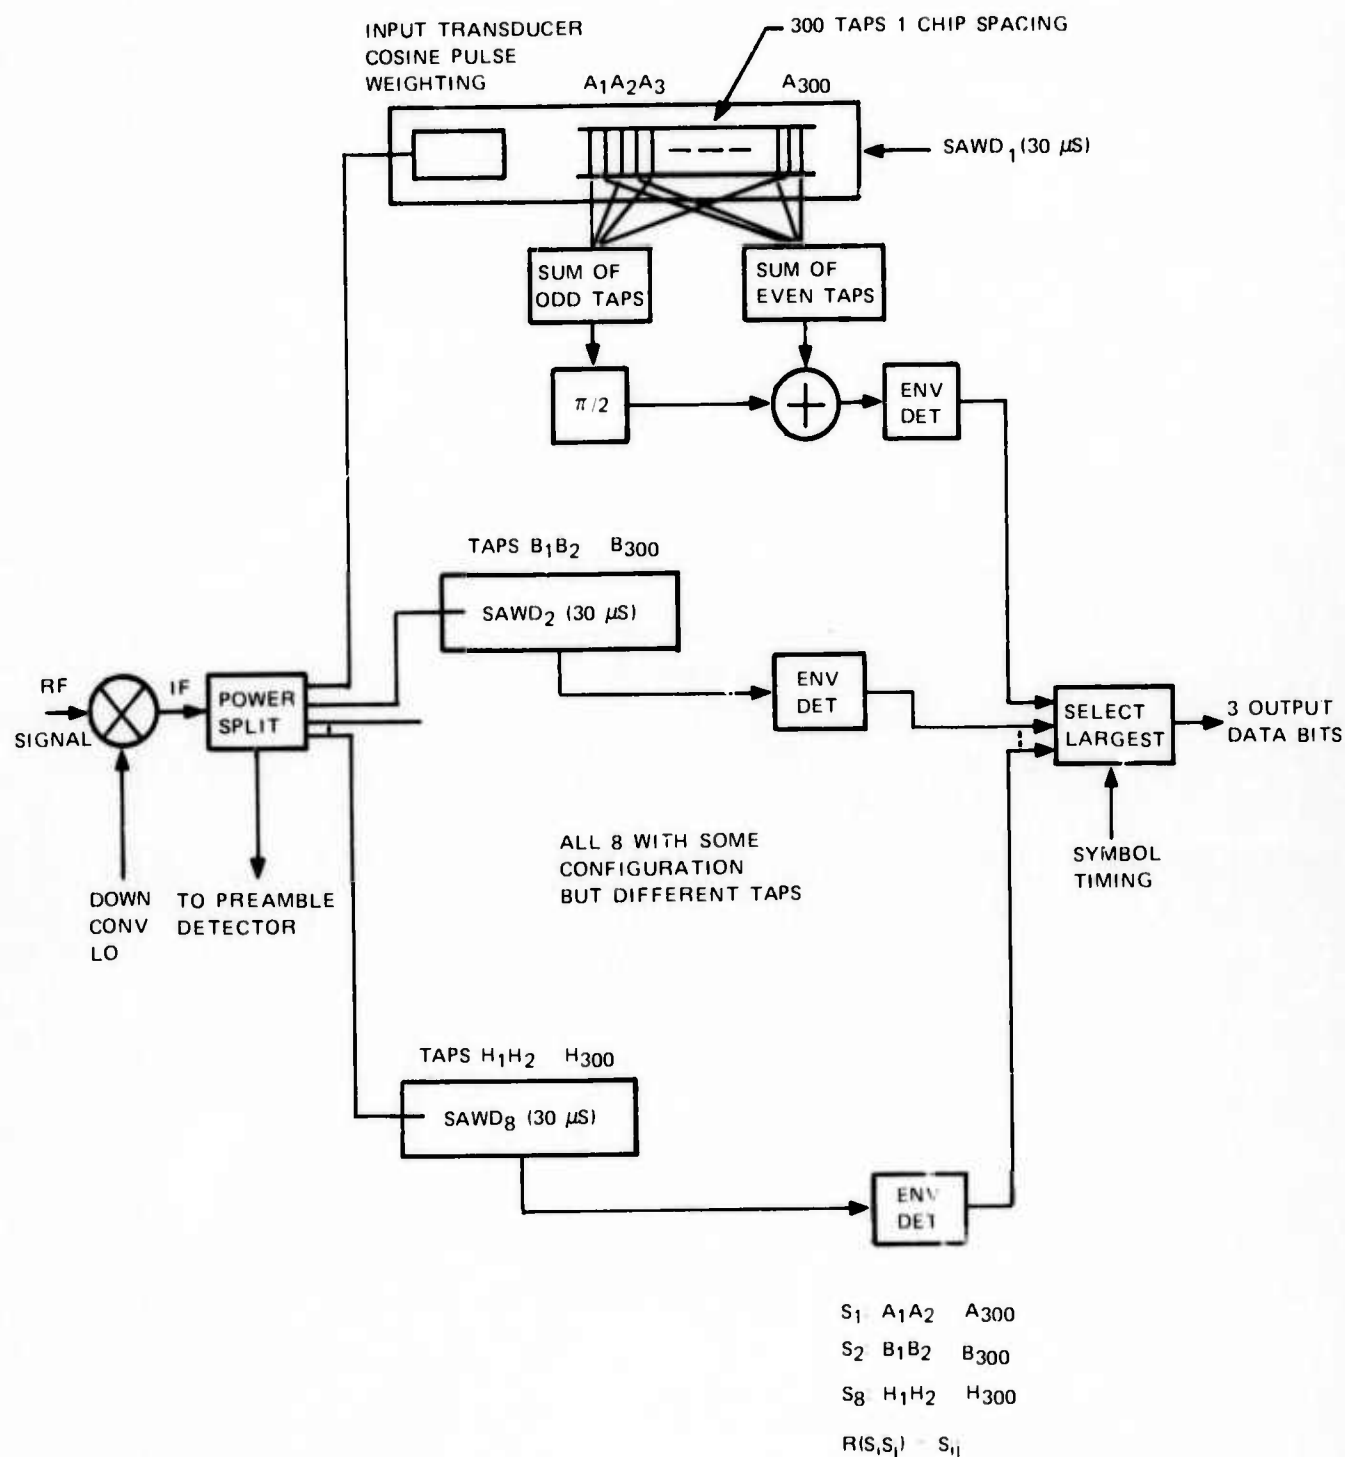 INPUT TRANSDUCER
COSINE PULSE
WEIGHTING
300 TAPS 1 CHIP SPACING
A1A2A3 A300
SAWD1 (30 µS)
SUM OF
ODD TAPS
SUM OF
EVEN TAPS
π/2
ENV
DET
TAPS B1B2 B300
SAWD2 (30 µS)
ENV
DET
RF
SIGNAL
IF
POWER
SPLIT
SELECT
LARGEST
3 OUTPUT
DATA BITS
ALL 8 WITH SOME
CONFIGURATION
BUT DIFFERENT TAPS
SYMBOL
TIMING
DOWN
CONV
LO
TO PREAMBLE
DETECTOR
TAPS H1H2 H300
SAWD8 (30 µS)
ENV
DET
S1 A1A2 A300
S2 B1B2 B300
S8 H1H2 H300